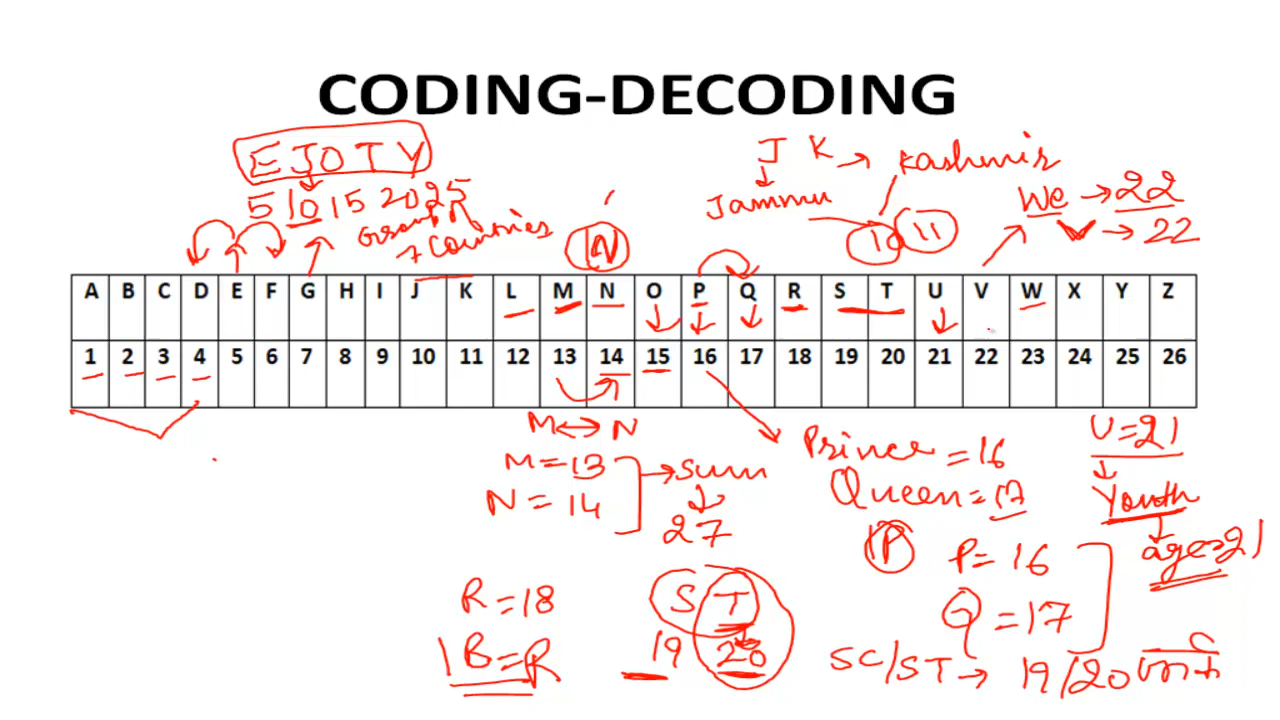 CODING-DECODING
EJOTY
5 10 15 20 25
7 Countries
J K → Kashmir
Jammu
10 11
We → 22
V → 22
N
A B C D E F G H I J K L M N O P Q R S T U V W X Y Z
1 2 3 4 5 6 7 8 9 10 11 12 13 14 15 16 17 18 19 20 21 22 23 24 25 26
M ↔ N
M = 13
N = 14
→ Sum
27
Prince = 16
Queen = 17
U = 21
Youth
age = 21
1P
P = 16
Q = 17
R = 18
1B = R
S T
19 20
SC/ST → 19/20